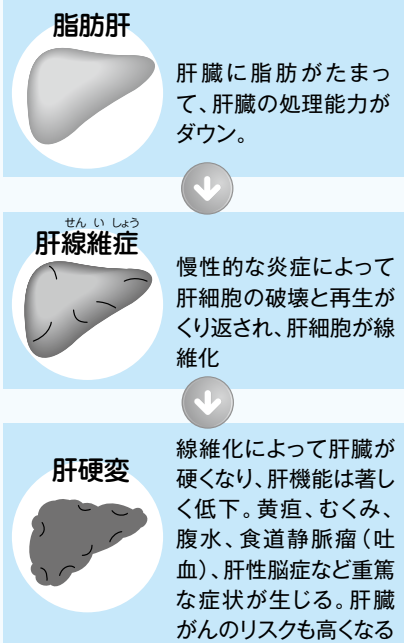 脂肪肝
肝臓に脂肪がたまっ
て、肝臓の処理能力が
ダウン。
せんいしょう
肝線維症
慢性的な炎症によって
肝細胞の破壊と再生が
くり返され、肝細胞が線
維化
肝硬変
線維化によって肝臓が
硬くなり、肝機能は著し
く低下。黄疸、むくみ、
腹水、食道静脈瘤（吐
血）、肝性脳症など重篤
な症状が生じる。肝臓
がんのリスクも高くなる